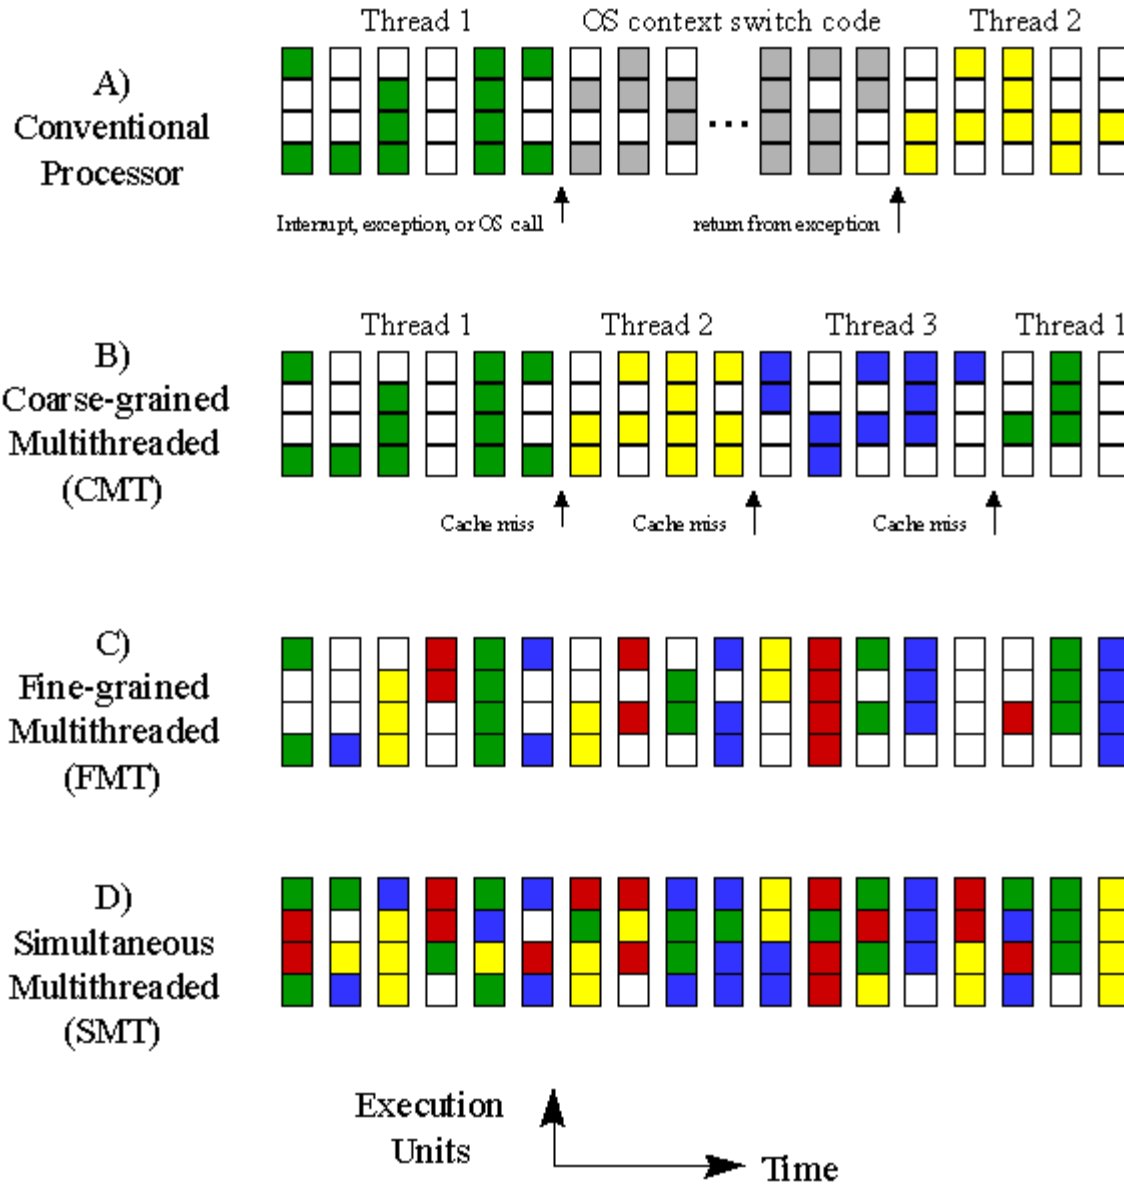 Thread 1
OS context switch code
Thread 2
A)
Conventional
Processor
...
Interrupt, exception, or OS call
return from exception
Thread 1
Thread 2
Thread 3
Thread 1
B)
Coarse-grained
Multithreaded
(CMT)
Cache miss
Cache miss
Cache miss
C)
Fine-grained
Multithreaded
(FMT)
D)
Simultaneous
Multithreaded
(SMT)
Execution
Units
Time